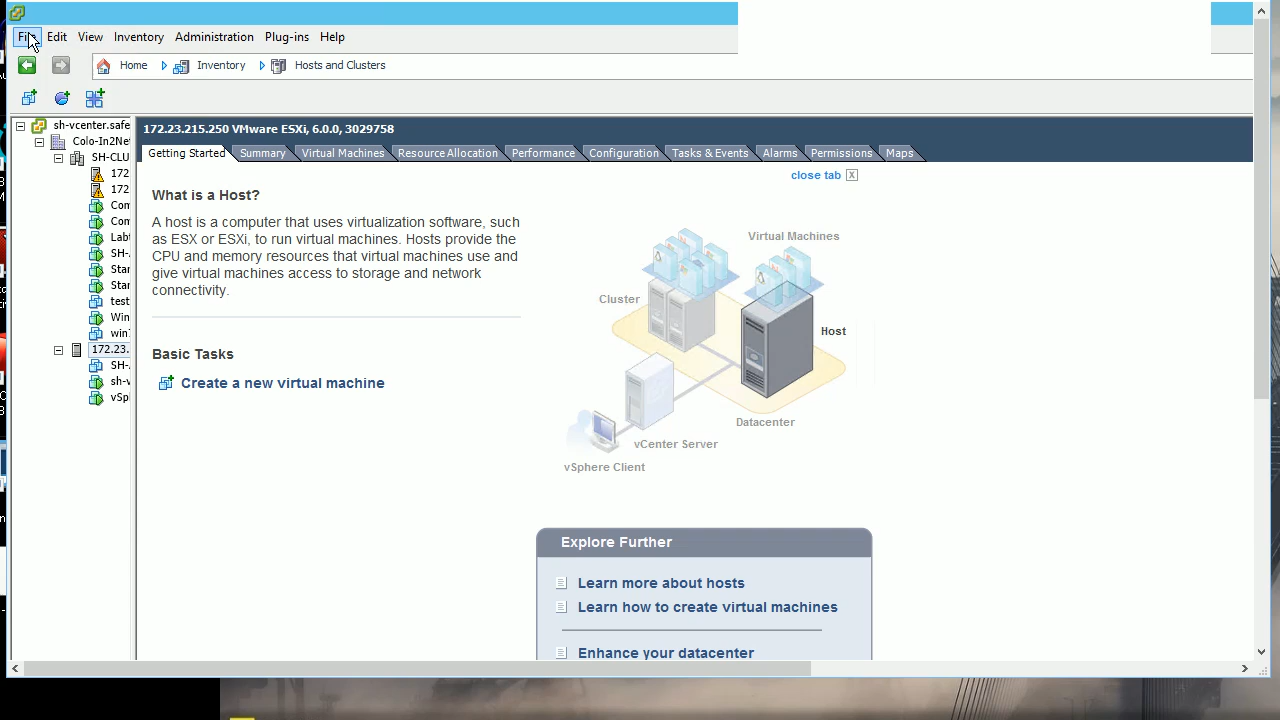 File Edit View Inventory Administration Plug-ins Help
Home Inventory Hosts and Clusters
sh-vcenter.safe
Colo-In2Ne
SH-CLU
172
172
Com
Com
Lab
SH-
Star
Star
test
Win
win
172.23.
SH-
sh-v
vSp
172.23.215.250 VMware ESXi, 6.0.0, 3029758
Getting Started Summary Virtual Machines Resource Allocation Performance Configuration Tasks & Events Alarms Permissions Maps
close tab X
What is a Host?
A host is a computer that uses virtualization software, such
as ESX or ESXi, to run virtual machines. Hosts provide the
CPU and memory resources that virtual machines use and
give virtual machines access to storage and network
connectivity.
Basic Tasks
Create a new virtual machine
Virtual Machines
Cluster
Host
Datacenter
vCenter Server
vSphere Client
Explore Further
Learn more about hosts
Learn how to create virtual machines
Enhance your datacenter